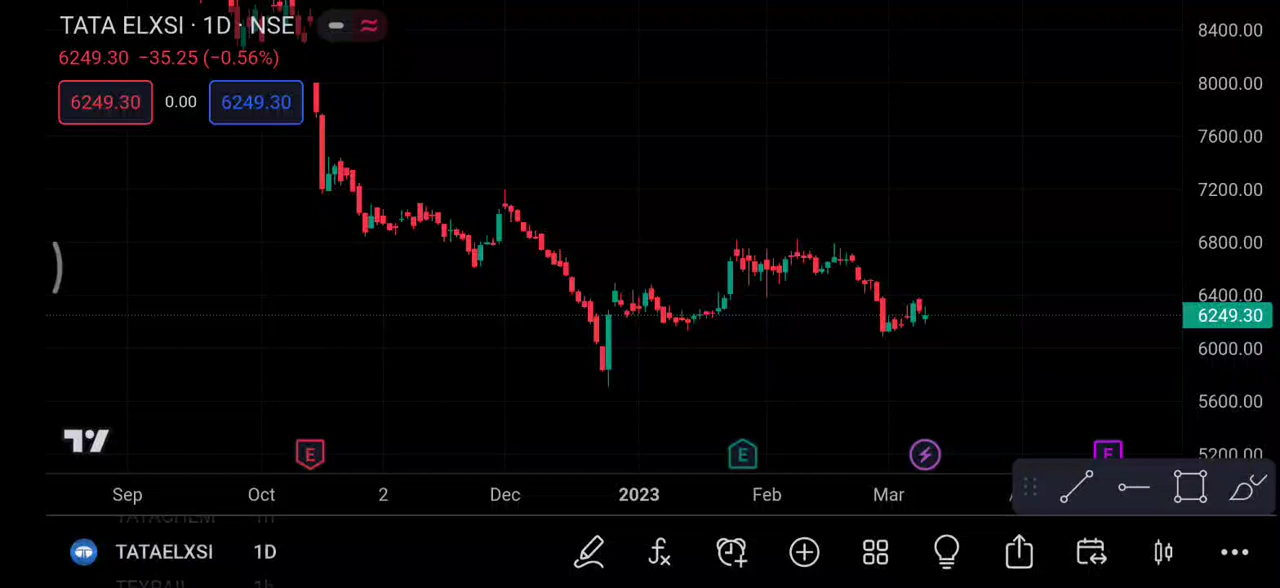 TATA ELXSI · 1D · NSE
6249.30 −35.25 (−0.56%)
6249.30 0.00 6249.30
8400.00
8000.00
7600.00
7200.00
6800.00
6400.00
6249.30
6000.00
5600.00
5200.00
E E E
Sep Oct 2 Dec 2023 Feb Mar
TATACHEM 1h
TATAELXSI 1D